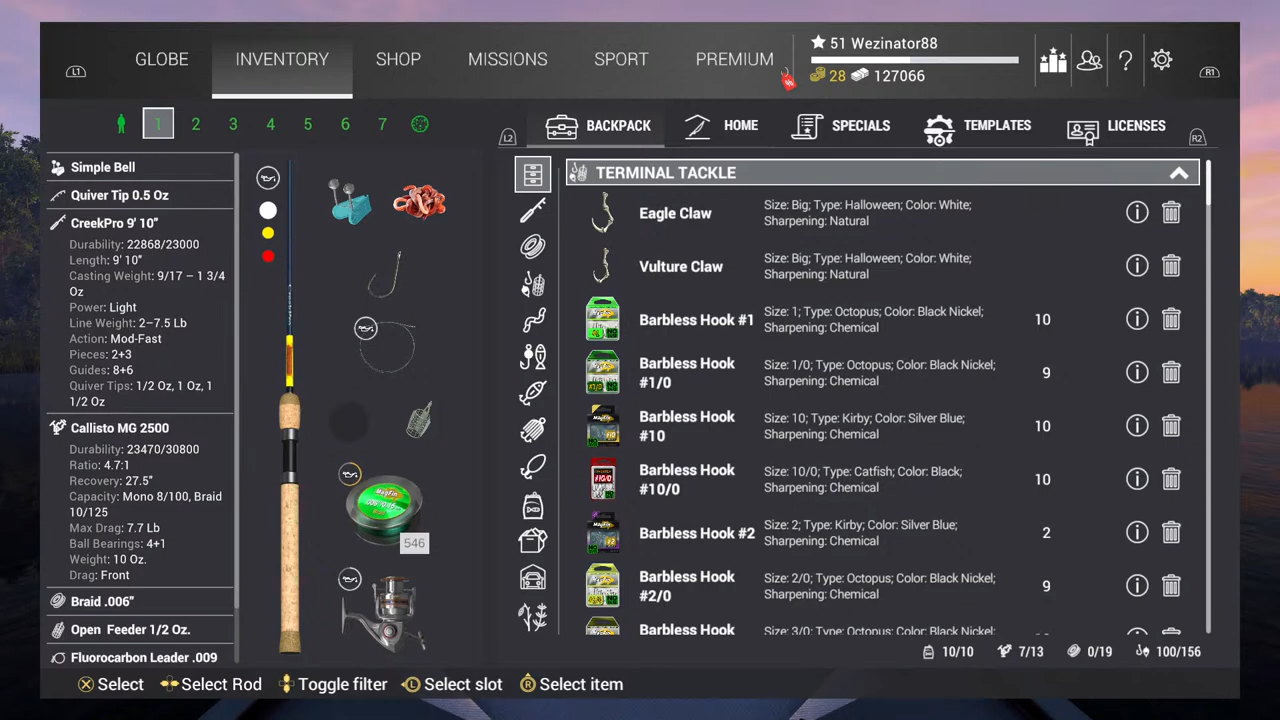 GLOBE
INVENTORY
SHOP
MISSIONS
SPORT
PREMIUM
51 Wezinator88
28
127066
?
L1
R1
1
2
3
4
5
6
7
L2
BACKPACK
HOME
SPECIALS
TEMPLATES
LICENSES
R2
Simple Bell
Quiver Tip 0.5 Oz
CreekPro 9' 10"
Durability: 22868/23000
Length: 9' 10"
Casting Weight: 9/17 – 1 3/4
Oz
Power: Light
Line Weight: 2–7.5 Lb
Action: Mod-Fast
Pieces: 2+3
Guides: 8+6
Quiver Tips: 1/2 Oz, 1 Oz, 1
1/2 Oz
Callisto MG 2500
Durability: 23470/30800
Ratio: 4.7:1
Recovery: 27.5"
Capacity: Mono 8/100, Braid
10/125
Max Drag: 7.7 Lb
Ball Bearings: 4+1
Weight: 10 Oz.
Drag: Front
Braid .006"
Open Feeder 1/2 Oz.
Fluorocarbon Leader .009
MagFin
546
TERMINAL TACKLE
Eagle Claw
Size: Big; Type: Halloween; Color: White;
Sharpening: Natural
Vulture Claw
Size: Big; Type: Halloween; Color: White;
Sharpening: Natural
Barbless Hook #1
Size: 1; Type: Octopus; Color: Black Nickel;
Sharpening: Chemical
10
Barbless Hook
#1/0
Size: 1/0; Type: Octopus; Color: Black Nickel;
Sharpening: Chemical
9
Barbless Hook
#10
Size: 10; Type: Kirby; Color: Silver Blue;
Sharpening: Chemical
10
Barbless Hook
#10/0
Size: 10/0; Type: Catfish; Color: Black;
Sharpening: Chemical
10
Barbless Hook #2
Size: 2; Type: Kirby; Color: Silver Blue;
Sharpening: Chemical
2
Barbless Hook
#2/0
Size: 2/0; Type: Octopus; Color: Black Nickel;
Sharpening: Chemical
9
Barbless Hook
Size: 3/0; Type: Octopus; Color: Black Nickel;
10/10
7/13
0/19
100/156
Select
Select Rod
Toggle filter
L Select slot
R Select item